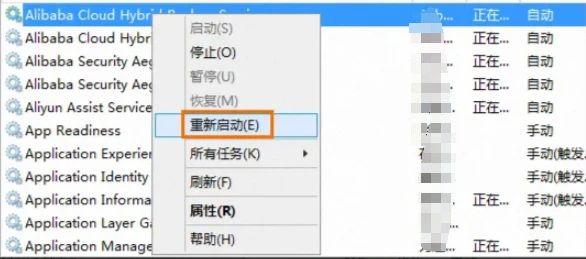 Alibaba Cloud Hybrid 正在... 自动
Alibaba Cloud Hybr 正在... 自动
Alibaba Security Aeg 正在... 自动
Alibaba Security Aeg 正在... 自动
Aliyun Assist Service 正在... 自动
App Readiness 手动
Application Experien 手动(触发...
Application Identity 手动(触发...
Application Informa 正在... 手动(触发...
Application Layer Ga 手动
Application Manage 正在... 手动
启动(S)
停止(O)
暂停(U)
恢复(M)
重新启动(E)
所有任务(K)
刷新(F)
属性(R)
帮助(H)